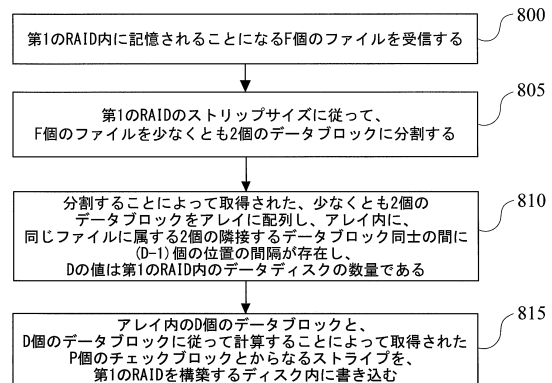 800
第1のRAID内に記憶されることになるF個のファイルを受信する
805
第1のRAIDのストリップサイズに従って、
F個のファイルを少なくとも2個のデータブロックに分割する
810
分割することによって取得された、少なくとも2個の
データブロックをアレイに配列し、アレイ内に、
同じファイルに属する2個の隣接するデータブロック同士の間に
(D-1)個の位置の間隔が存在し、
Dの値は第1のRAID内のデータディスクの数量である
815
アレイ内のD個のデータブロックと、
D個のデータブロックに従って計算することによって取得された
P個のチェックブロックとからなるストライプを、
第1のRAIDを構築するディスク内に書き込む